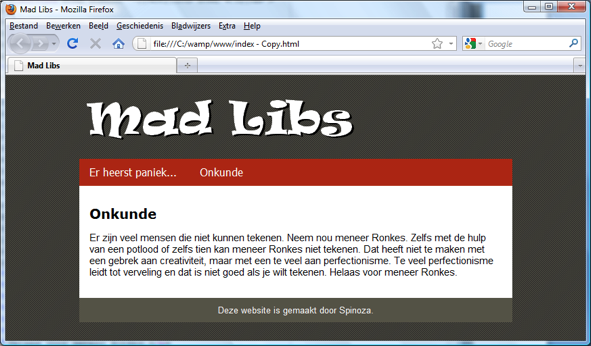 Mad Libs - Mozilla Firefox
Bestand Bewerken Beeld Geschiedenis Bladwijzers Extra Help
file:///C:/wamp/www/index - Copy.html
Google
Mad Libs
Mad Libs
Er heerst paniek... Onkunde
Onkunde
Er zijn veel mensen die niet kunnen tekenen. Neem nou meneer Ronkes. Zelfs met de hulp
van een potlood of zelfs tien kan meneer Ronkes niet tekenen. Dat heeft niet te maken met
een gebrek aan creativiteit, maar met een te veel aan perfectionisme. Te veel perfectionisme
leidt tot verveling en dat is niet goed als je wilt tekenen. Helaas voor meneer Ronkes.
Deze website is gemaakt door Spinoza.